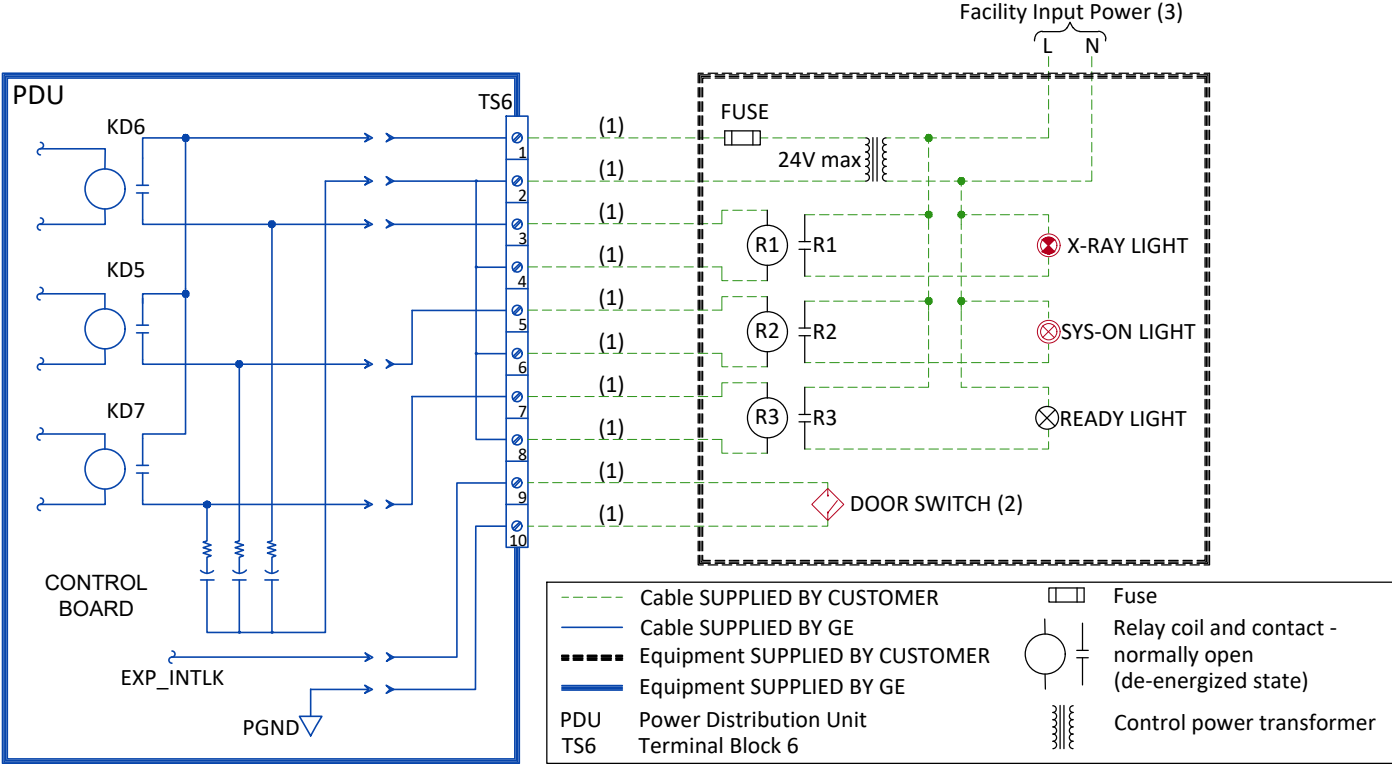 Facility Input Power (3)
L N
PDU
TS6
KD6
KD5
KD7
1
2
3
4
5
6
7
8
9
10
(1)
(1)
(1)
(1)
(1)
(1)
(1)
(1)
(1)
(1)
FUSE
24V max
R1 R1 X-RAY LIGHT
R2 R2 SYS-ON LIGHT
R3 R3 READY LIGHT
DOOR SWITCH (2)
CONTROL
BOARD
EXP_INTLK
PGND
Cable SUPPLIED BY CUSTOMER
Cable SUPPLIED BY GE
Equipment SUPPLIED BY CUSTOMER
Equipment SUPPLIED BY GE
PDU Power Distribution Unit
TS6 Terminal Block 6
Fuse
Relay coil and contact -
normally open
(de-energized state)
Control power transformer